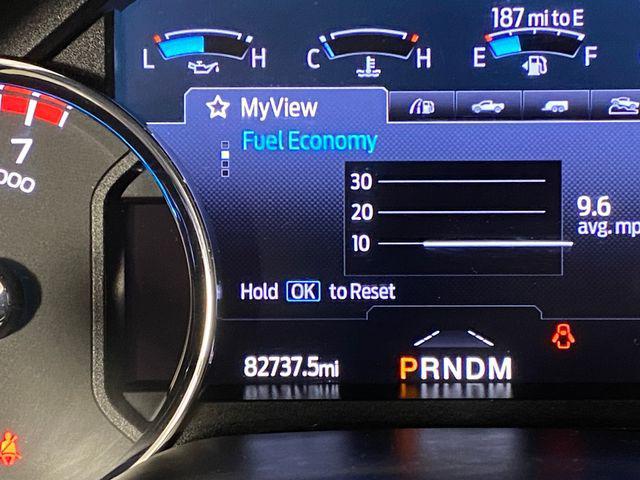 187 mi to E
L H C H E F
MyView
Fuel Economy
30
20
10
9.6
avg. mp
Hold OK to Reset
82737.5mi
PRNDM
7
000